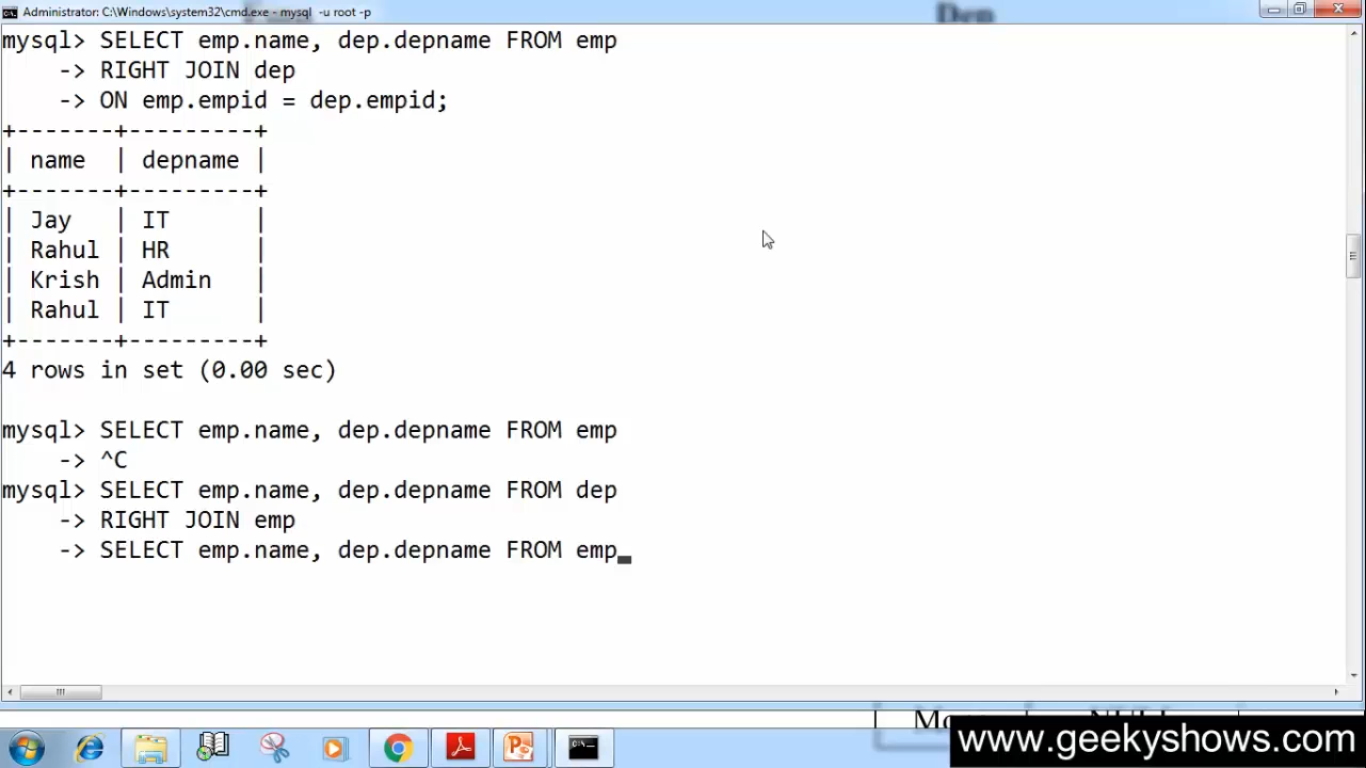 Administrator: C:\Windows\system32\cmd.exe - mysql -u root -p
Dep
mysql> SELECT emp.name, dep.depname FROM emp
-> RIGHT JOIN dep
-> ON emp.empid = dep.empid;
+-------+---------+
| name | depname |
+-------+---------+
| Jay | IT |
| Rahul | HR |
| Krish | Admin |
| Rahul | IT |
+-------+---------+
4 rows in set (0.00 sec)
mysql> SELECT emp.name, dep.depname FROM emp
-> ^C
mysql> SELECT emp.name, dep.depname FROM dep
-> RIGHT JOIN emp
-> SELECT emp.name, dep.depname FROM emp
www.geekyshows.com